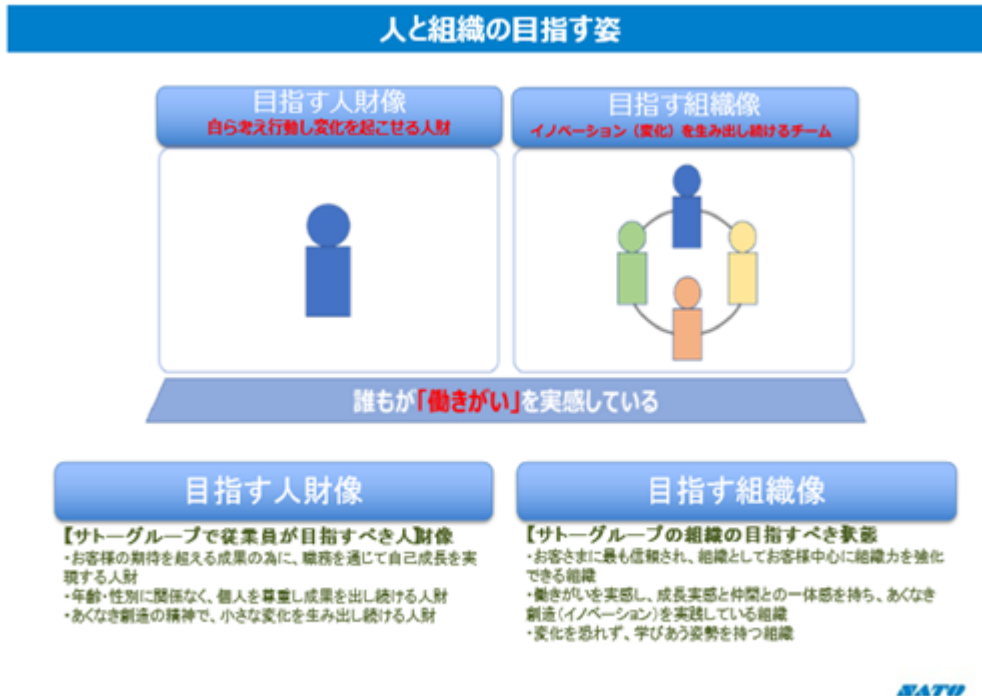 人と組織の目指す姿
目指す人財像
自ら考え行動し変化を起こせる人財
目指す組織像
イノベーション（変化）を生み出し続けるチーム
誰もが「働きがい」を実感している
目指す人財像
【サトーグループで従業員が目指すべき人】財像
・お客様の期待を超える成果の為に、職務を通じて自己成長を実
現する人財
・年齢・性別に関係なく、個人を尊重し成果を出し続ける人財
・あくなき創造の精神で、小さな変化を生み出し続ける人財
目指す組織像
【サトーグループの組織の目指すべき状態
・お客さまに最も信頼され、組織としてお客様中心に組織力を強化
できる組織
・働きがいを実感し、成長実感と仲間との一体感を持ち、あくなき
創造（イノベーション）を実践している組織
・変化を恐れず、学びあう姿勢を持つ組織
SATO